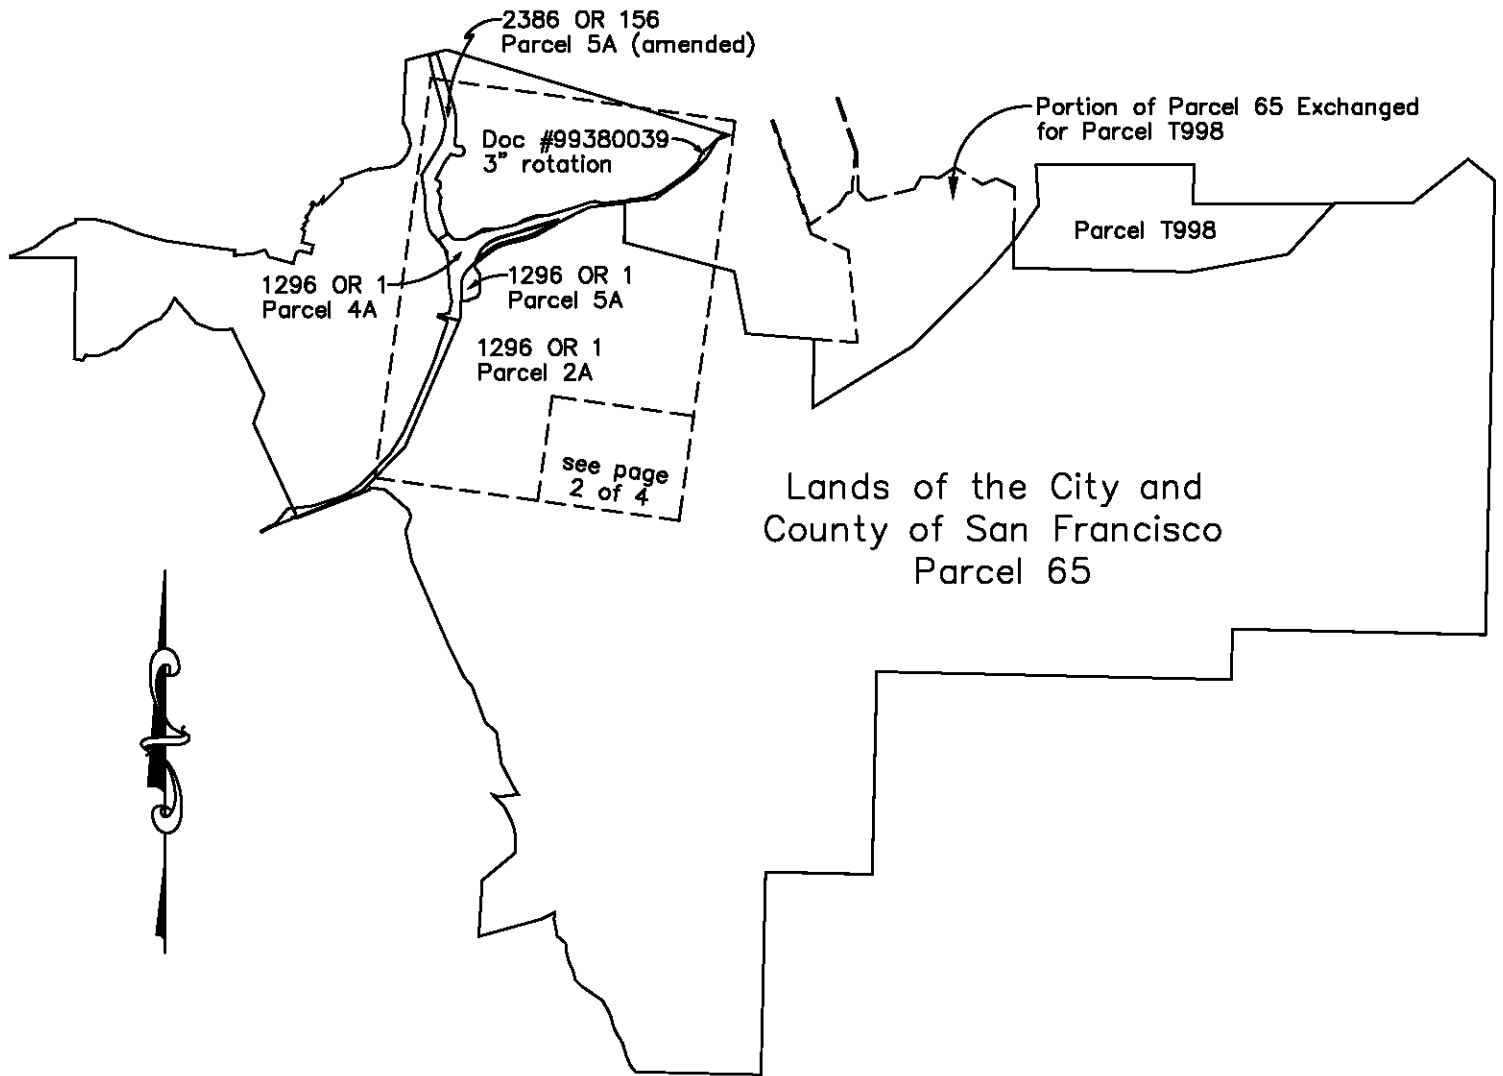 2386 OR 156
Parcel 5A (amended)
Portion of Parcel 65 Exchanged
for Parcel T998
Doc #99380039
3" rotation
Parcel T998
1296 OR 1
Parcel 4A
1296 OR 1
Parcel 5A
1296 OR 1
Parcel 2A
see page
2 of 4
Lands of the City and
County of San Francisco
Parcel 65